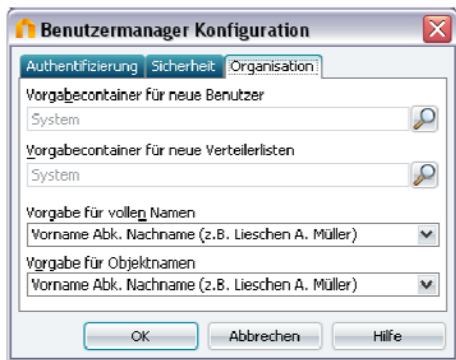 Benutzermanager Konfiguration
Authentifizierung Sicherheit Organisation
Vorgabecontainer für neue Benutzer
System
Vorgabecontainer für neue Verteilerlisten
System
Vorgabe für vollen Namen
Vorname Abk. Nachname (z.B. Lieschen A. Müller)
Vorgabe für Objektnamen
Vorname Abk. Nachname (z.B. Lieschen A. Müller)
OK Abbrechen Hilfe